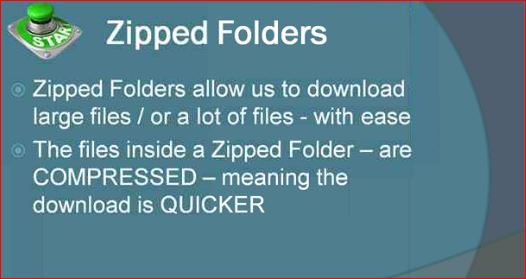 START
Zipped Folders
Zipped Folders allow us to download
large files / or a lot of files - with ease
The files inside a Zipped Folder – are
COMPRESSED – meaning the
download is QUICKER